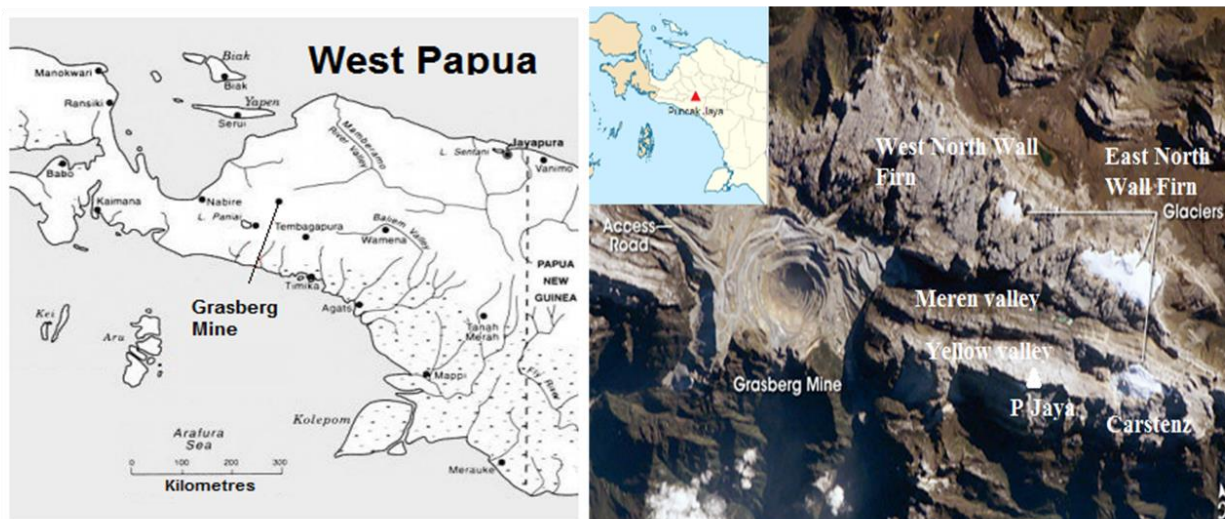 West Papua
Biak
Biak
Manokwari
Ransiki
Yapen
Serui
Mamberamo
River Valley
Jayapura
L. Sentani
Vanimo
Babo
Kaimana
Nabire
L. Paniai
Tembagapura
Baliem Valley
Wamena
PAPUA
NEW
GUINEA
Grasberg
Mine
Timika
Agats
Kei
Aru
Tanah
Merah
Mappi
Fly River
Kolepom
Arafura
Sea
0 100 200 300
Kilometres
Merauke
Puncak Jaya
West North Wall
Firn
East North
Wall Firn
Glaciers
Access
Road
Meren valley
Yellow valley
Grasberg Mine
P Jaya
Carstenz
N